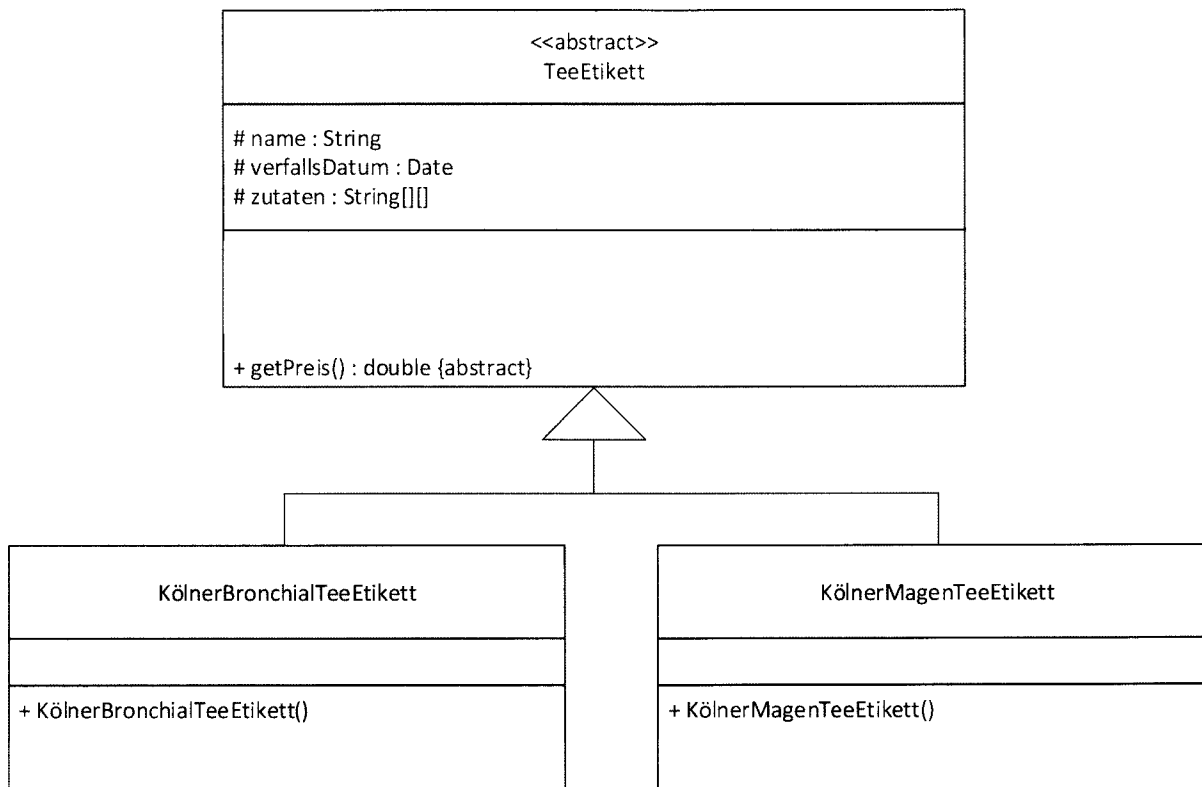 <<abstract>>
TeeEtikett
# name : String
# verfallsDatum : Date
# zutaten : String[][]
+ getPreis() : double {abstract}
KölnerBronchialTeeEtikett
+ KölnerBronchialTeeEtikett()
KölnerMagenTeeEtikett
+ KölnerMagenTeeEtikett()